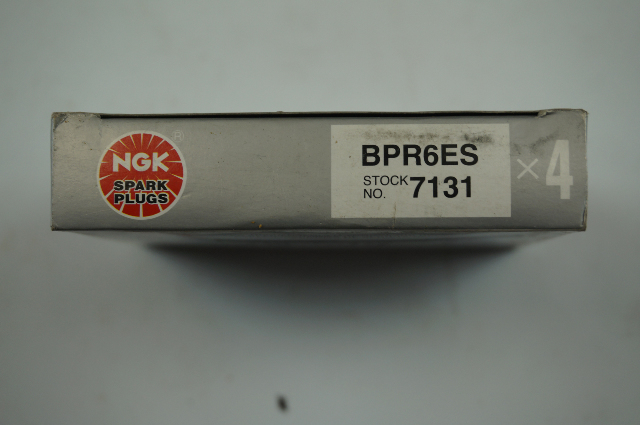 NGK
SPARK
PLUGS
®
BPR6ES
STOCK NO. 7131
×4